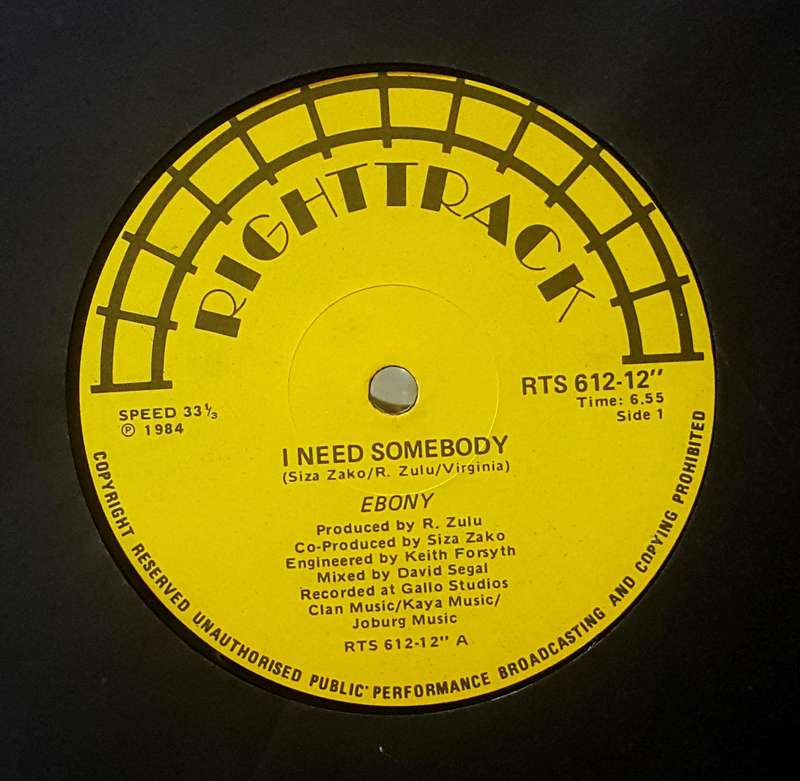 RIGHTTRACK
RTS 612-12"
Time: 6.55
Side 1
SPEED 33⅓
℗ 1984
I NEED SOMEBODY
(Siza Zako/R. Zulu/Virginia)
EBONY
Produced by R. Zulu
Co-Produced by Siza Zako
Engineered by Keith Forsyth
Mixed by David Segal
Recorded at Gallo Studios
Clan Music/Kaya Music/
Joburg Music
RTS 612-12" A
COPYRIGHT RESERVED UNAUTHORISED PUBLIC PERFORMANCE BROADCASTING AND COPYING PROHIBITED